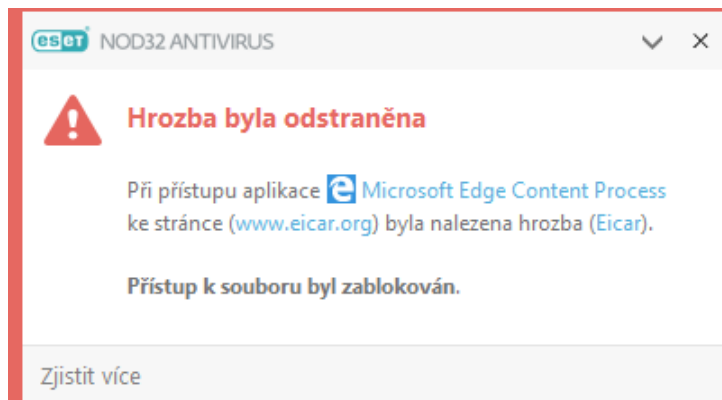 eset NOD32 ANTIVIRUS
Hrozba byla odstraněna
Při přístupu aplikace Microsoft Edge Content Process
ke stránce (www.eicar.org) byla nalezena hrozba (Eicar).
Přístup k souboru byl zablokován.
Zjistit více